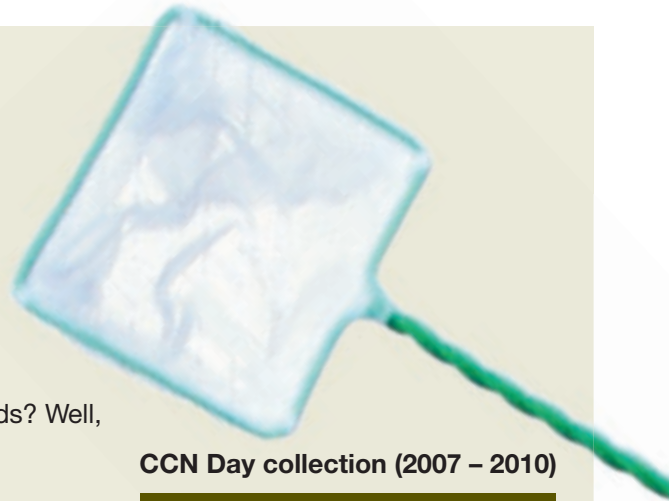 ds? Well,
CCN Day collection (2007 – 2010)